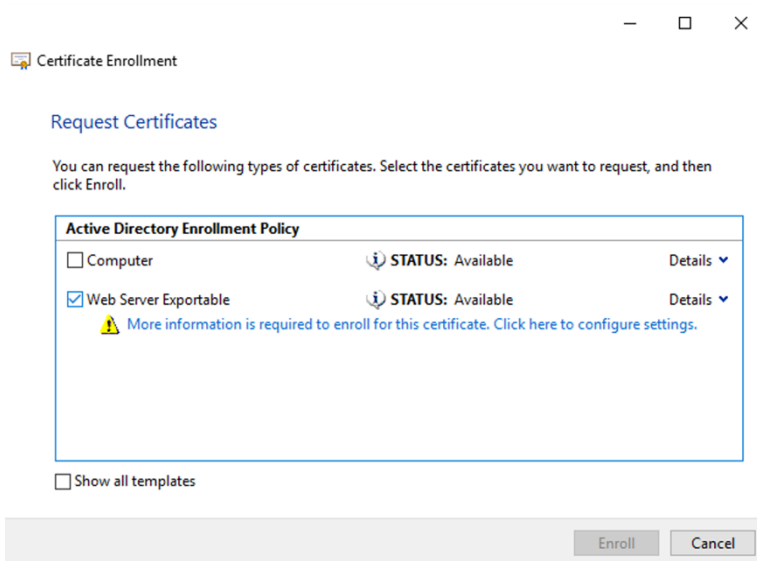 Certificate Enrollment
Request Certificates
You can request the following types of certificates. Select the certificates you want to request, and then
click Enroll.
Active Directory Enrollment Policy
Computer STATUS: Available Details
Web Server Exportable STATUS: Available Details
More information is required to enroll for this certificate. Click here to configure settings.
Show all templates
Enroll Cancel